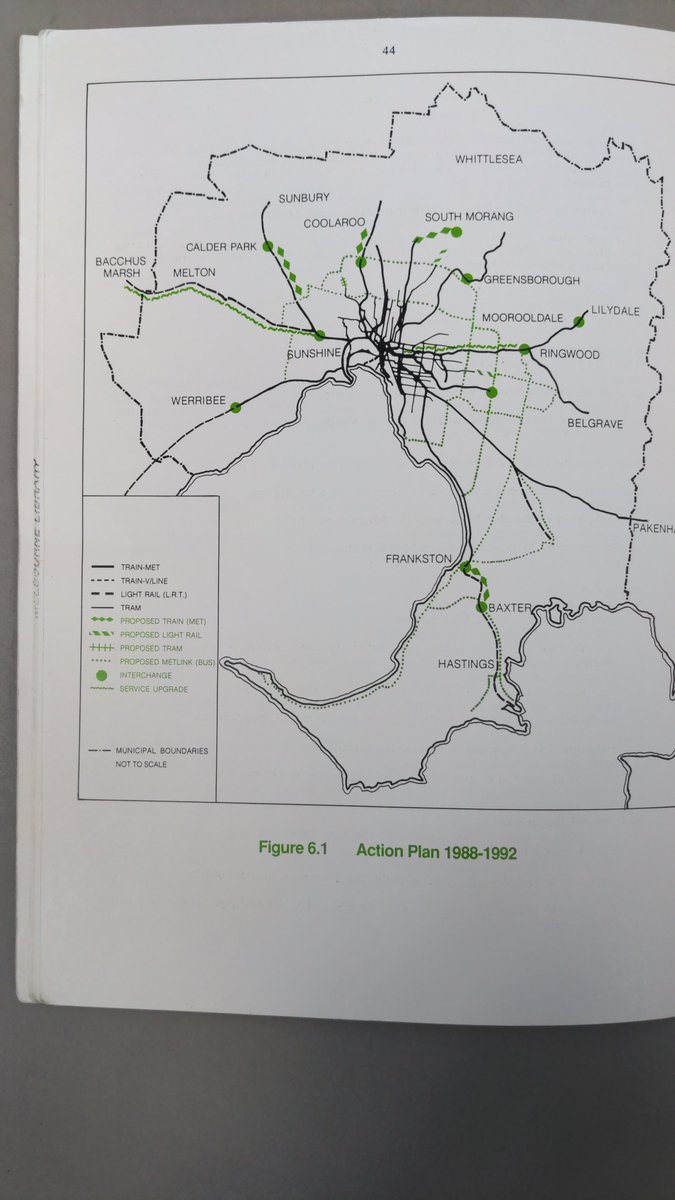 44
WHITTLESEA
SUNBURY
COOLAROO
SOUTH MORANG
CALDER PARK
BACCHUS
MARSH
MELTON
GREENSBOROUGH
MOOROOLDALE
LILYDALE
SUNSHINE
RINGWOOD
WERRIBEE
BELGRAVE
PAKENHA
FRANKSTON
BAXTER
HASTINGS
TRAIN-MET
TRAIN-V/LINE
LIGHT RAIL (L.R.T.)
TRAM
PROPOSED TRAIN (MET)
PROPOSED LIGHT RAIL
PROPOSED TRAM
PROPOSED METLINK (BUS)
INTERCHANGE
SERVICE UPGRADE
MUNICIPAL BOUNDARIES
NOT TO SCALE
Figure 6.1 Action Plan 1988-1992
MELBOURNE LIBRARY